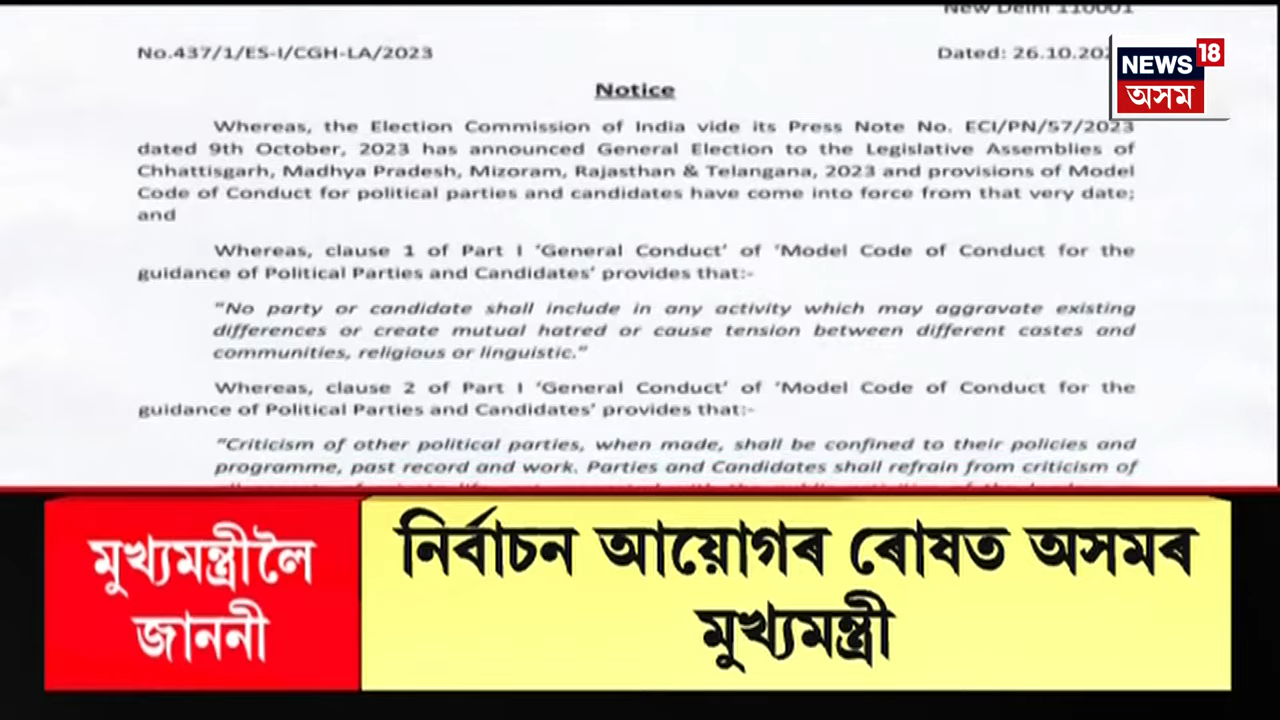 New Delhi 110001
No.437/1/ES-I/CGH-LA/2023 Dated: 26.10.202
NEWS 18
অসম
Notice
Whereas, the Election Commission of India vide its Press Note No. ECI/PN/57/2023
dated 9th October, 2023 has announced General Election to the Legislative Assemblies of
Chhattisgarh, Madhya Pradesh, Mizoram, Rajasthan & Telangana, 2023 and provisions of Model
Code of Conduct for political parties and candidates have come into force from that very date;
and
Whereas, clause 1 of Part I 'General Conduct' of 'Model Code of Conduct for the
guidance of Political Parties and Candidates' provides that:-
"No party or candidate shall include in any activity which may aggravate existing
differences or create mutual hatred or cause tension between different castes and
communities, religious or linguistic."
Whereas, clause 2 of Part I 'General Conduct' of 'Model Code of Conduct for the
guidance of Political Parties and Candidates' provides that:-
"Criticism of other political parties, when made, shall be confined to their policies and
programme, past record and work. Parties and Candidates shall refrain from criticism of
মুখ্যমন্ত্ৰীলৈ
জাননী
নিৰ্বাচন আয়োগৰ ৰোষত অসমৰ
মুখ্যমন্ত্ৰী